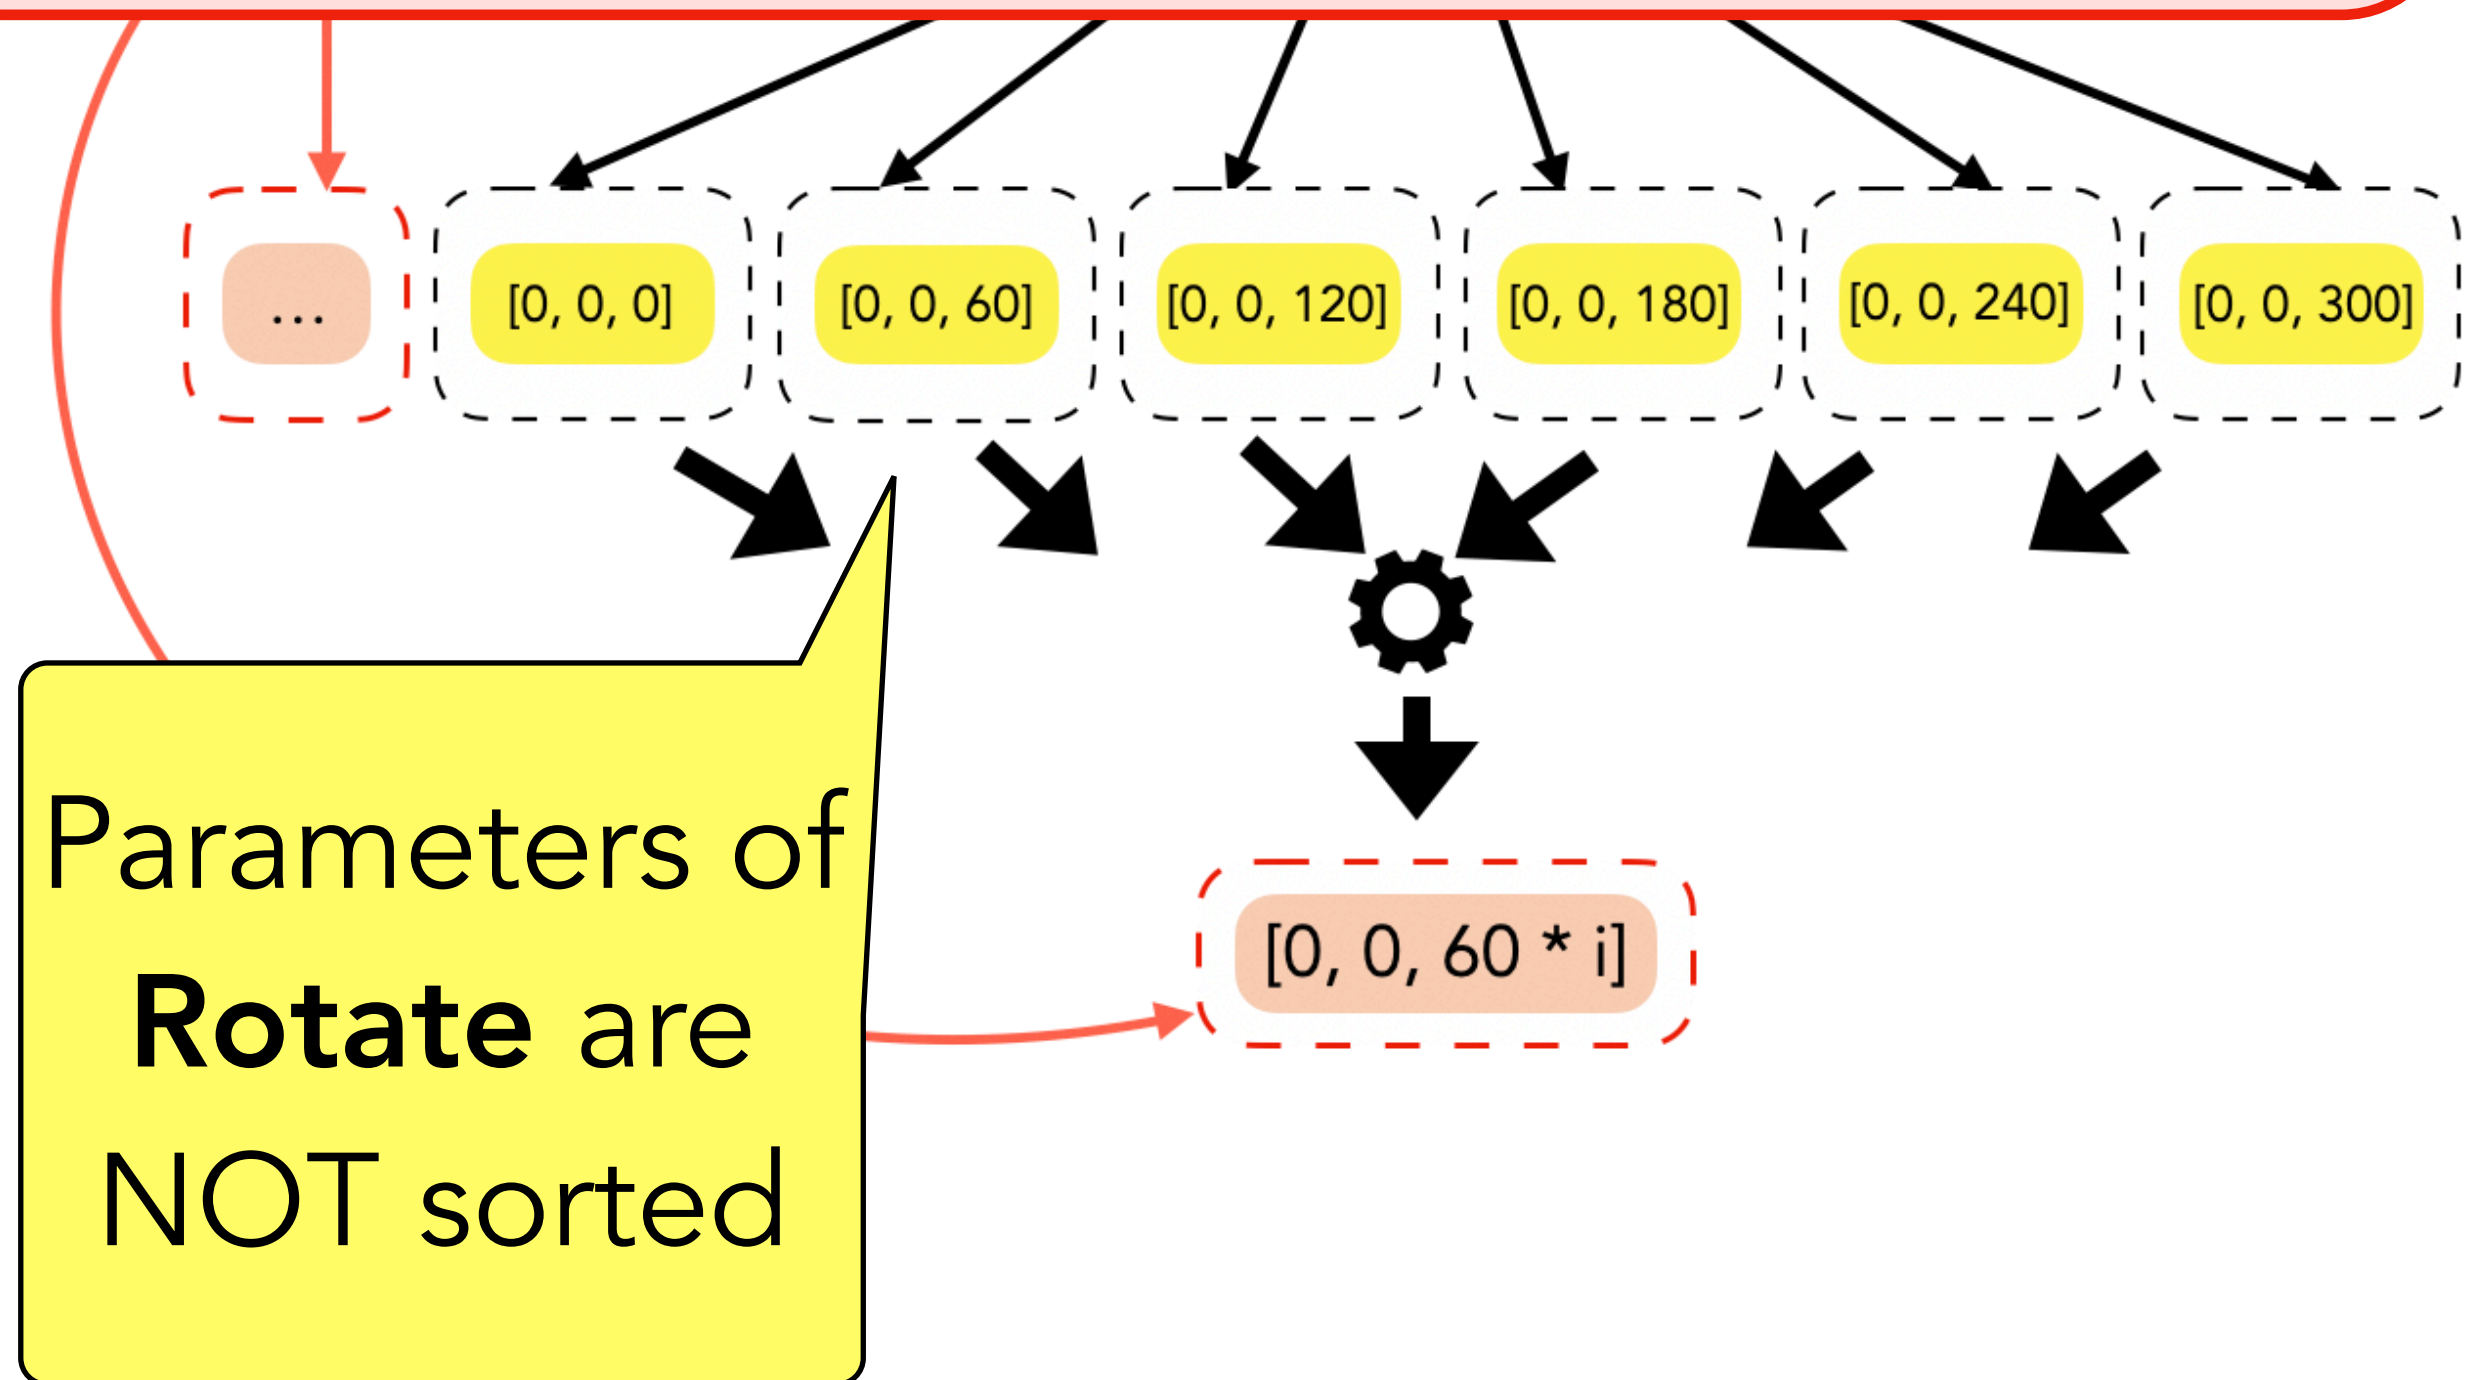 ...
[0, 0, 0]
[0, 0, 60]
[0, 0, 120]
[0, 0, 180]
[0, 0, 240]
[0, 0, 300]
Parameters of
Rotate are
NOT sorted
[0, 0, 60 * i]